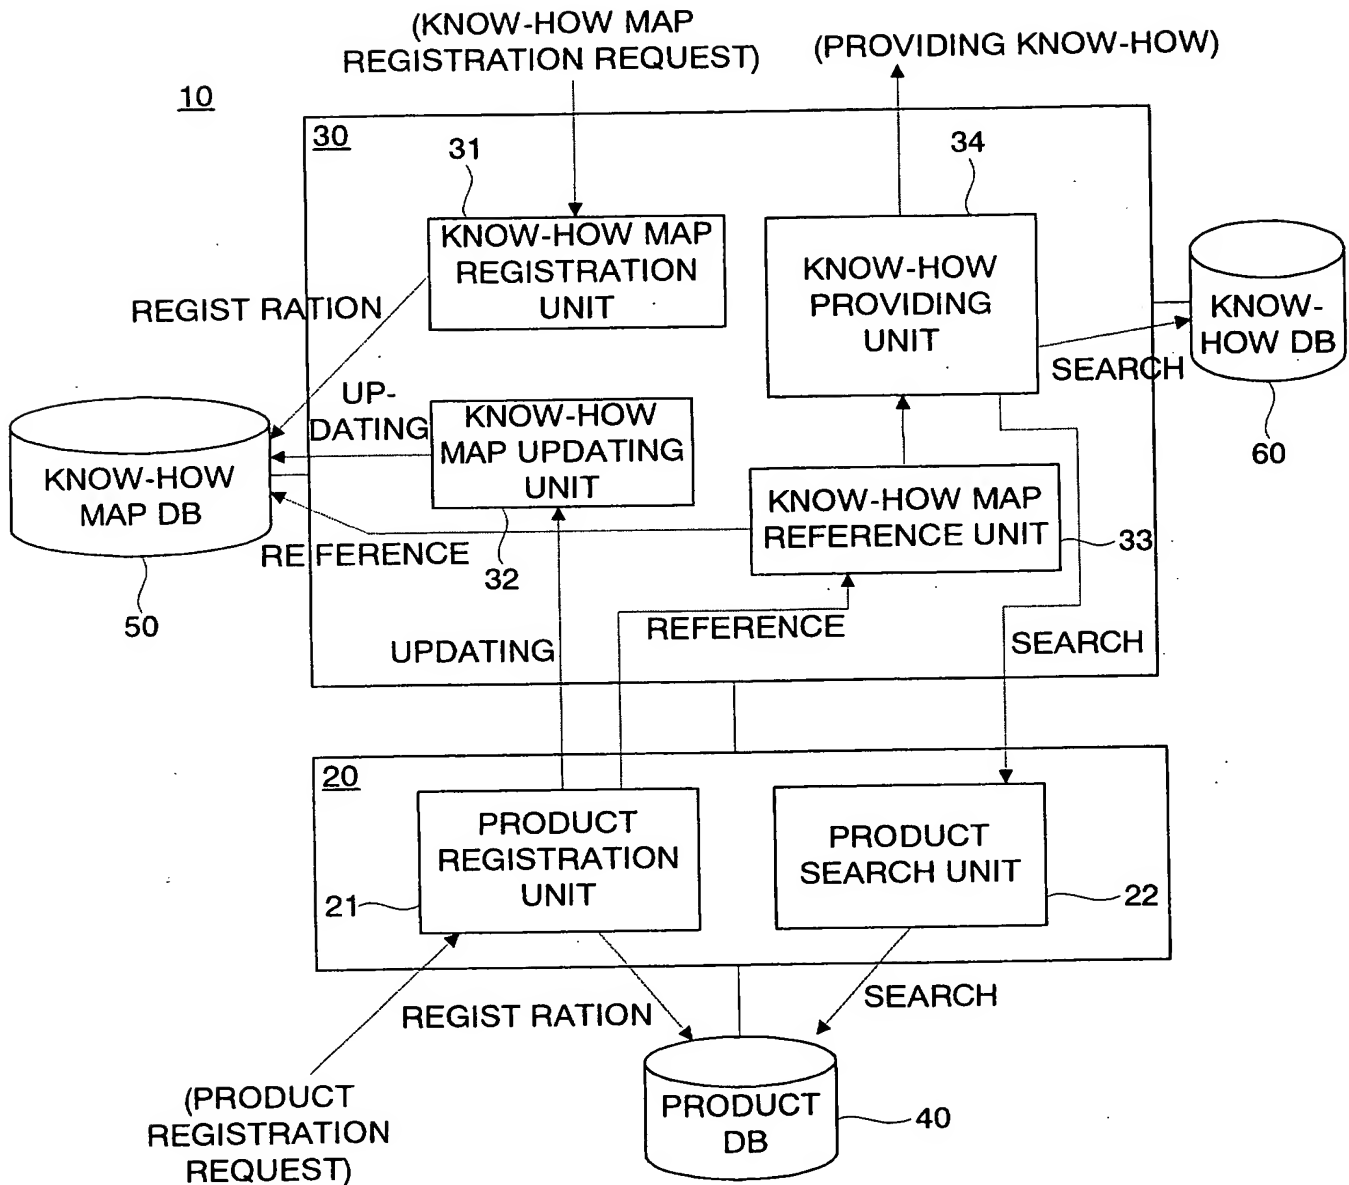 (KNOW-HOW MAP
REGISTRATION REQUEST)
(PROVIDING KNOW-HOW)
10
30
31
34
KNOW-HOW MAP
REGISTRATION
UNIT
KNOW-HOW
PROVIDING
UNIT
KNOW-
HOW DB
REGIST RATION
SEARCH
60
UP-
DATING
KNOW-HOW
MAP UPDATING
UNIT
KNOW-HOW
MAP DB
KNOW-HOW MAP
REFERENCE UNIT
33
RE FERENCE
32
50
REFERENCE
UPDATING
SEARCH
20
PRODUCT
REGISTRATION
UNIT
21
PRODUCT
SEARCH UNIT
22
REGIST RATION
SEARCH
(PRODUCT
REGISTRATION
REQUEST)
PRODUCT
DB
40